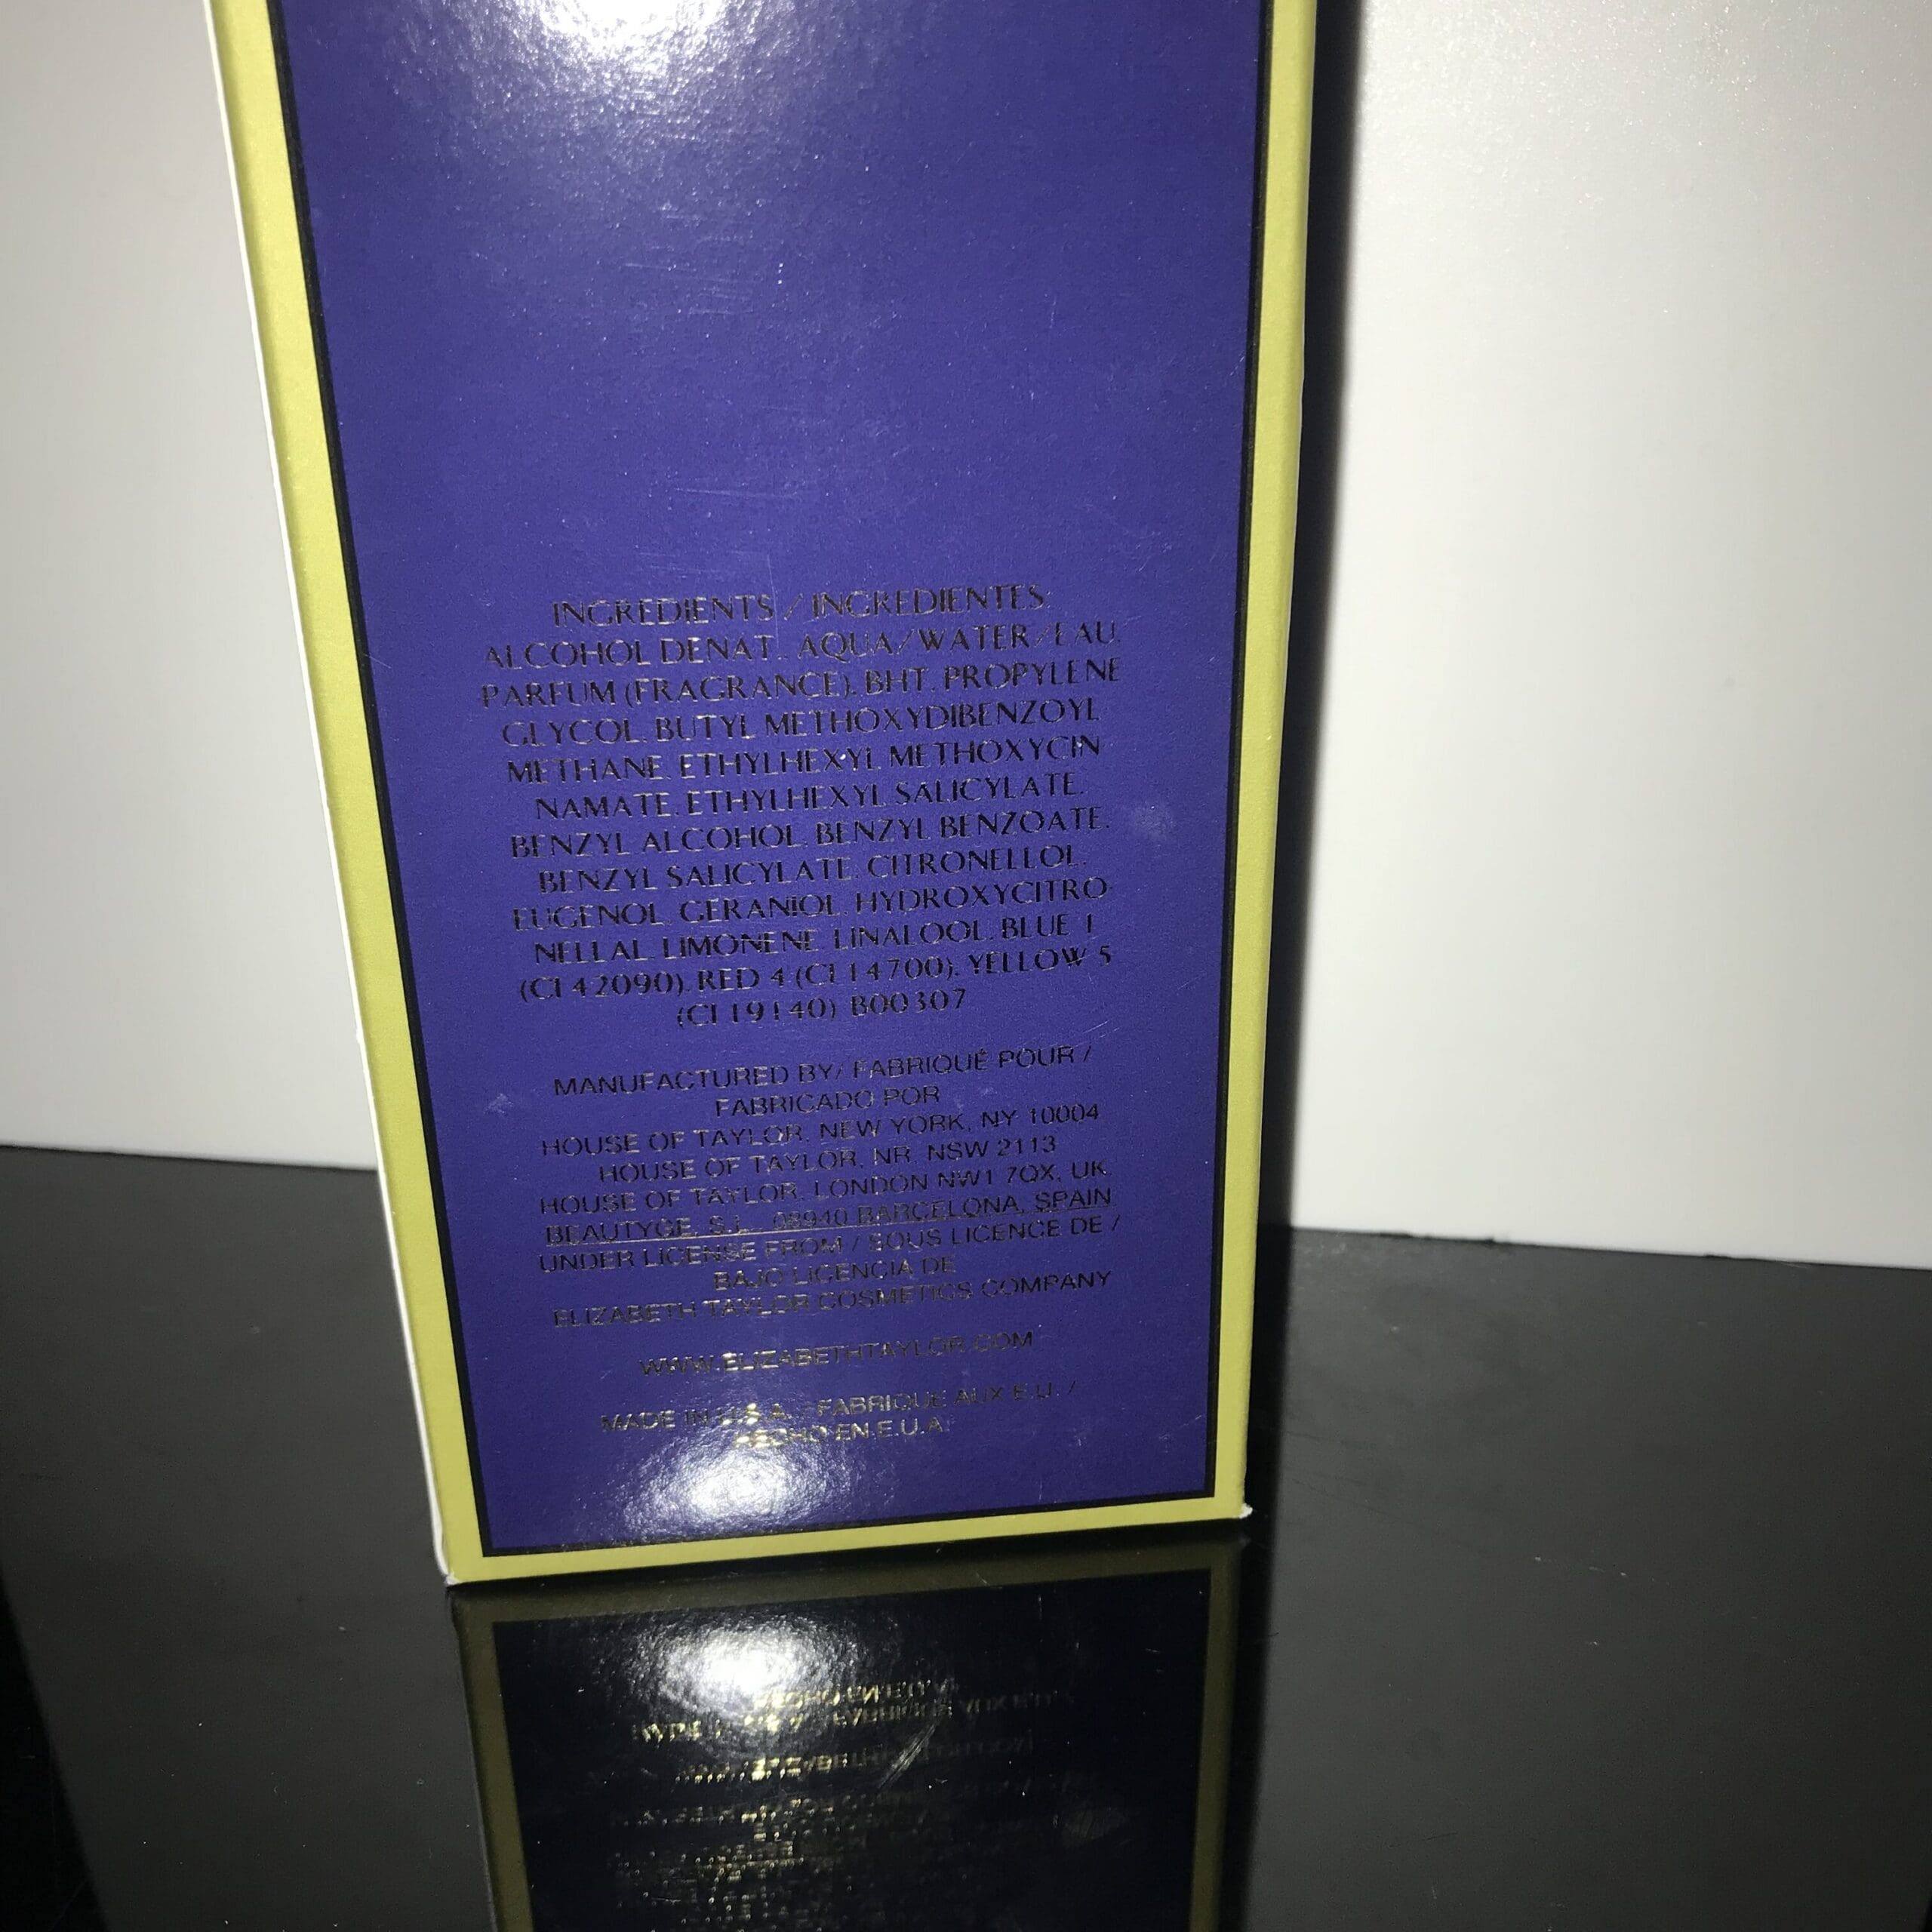 INGREDIENTS / INGREDIENTES:
ALCOHOL DENAT., AQUA/WATER/EAU,
PARFUM (FRAGRANCE), BHT, PROPYLENE
GLYCOL, BUTYL METHOXYDIBENZOYL
METHANE, ETHYLHEXYL METHOXYCIN
NAMATE, ETHYLHEXYL SALICYLATE,
BENZYL ALCOHOL, BENZYL BENZOATE,
BENZYL SALICYLATE, CITRONELLOL,
EUGENOL, GERANIOL, HYDROXYCITRO-
NELLAL, LIMONENE, LINALOOL, BLUE 1
(CI 42090), RED 4 (CI 14700), YELLOW 5
(CI 19140) B00307
MANUFACTURED BY/ FABRIQUÉ POUR /
FABRICADO POR
HOUSE OF TAYLOR, NEW YORK, NY 10004
HOUSE OF TAYLOR, NR, NSW 2113
HOUSE OF TAYLOR, LONDON NW1 7QX, UK
BEAUTYGE, S.L., 08940 BARCELONA, SPAIN
UNDER LICENSE FROM / SOUS LICENCE DE /
BAJO LICENCIA DE
ELIZABETH TAYLOR COSMETICS COMPANY
WWW.ELIZABETHTAYLOR.COM
MADE IN U.S.A. / FABRIQUE AUX E.U. /
HECHO EN E.U.A.